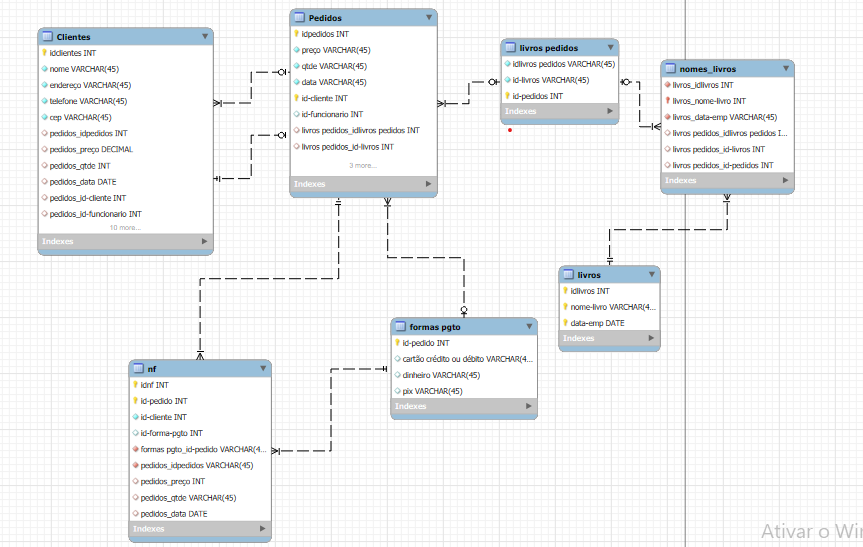 Clientes
idclientes INT
nome VARCHAR(45)
endereço VARCHAR(45)
telefone VARCHAR(45)
cep VARCHAR(45)
pedidos_idpedidos INT
pedidos_preço DECIMAL
pedidos_qtde INT
pedidos_data DATE
pedidos_id-cliente INT
pedidos_id-funcionario INT
10 more...
Indexes
Pedidos
idpedidos INT
preço VARCHAR(45)
qtde VARCHAR(45)
data VARCHAR(45)
id-cliente INT
id-funcionario INT
livros pedidos_idlivros pedidos INT
livros pedidos_id-livros INT
3 more...
Indexes
livros pedidos
idlivros pedidos VARCHAR(45)
id-livros VARCHAR(45)
id-pedidos INT
Indexes
nomes_livros
livros_idlivros INT
livros_nome-livro INT
livros_data-emp VARCHAR(45)
livros pedidos_idlivros pedidos I...
livros pedidos_id-livros INT
livros pedidos_id-pedidos INT
Indexes
livros
idlivros INT
nome-livro VARCHAR(4...
data-emp DATE
Indexes
formas pgto
id-pedido INT
cartão crédito ou débito VARCHAR(4...
dinheiro VARCHAR(45)
pix VARCHAR(45)
Indexes
nf
idnf INT
id-pedido INT
id-cliente INT
id-forma-pgto INT
formas pgto_id-pedido VARCHAR(4...
pedidos_idpedidos VARCHAR(45)
pedidos_preço INT
pedidos_qtde VARCHAR(45)
pedidos_data DATE
Indexes
Ativar o Win